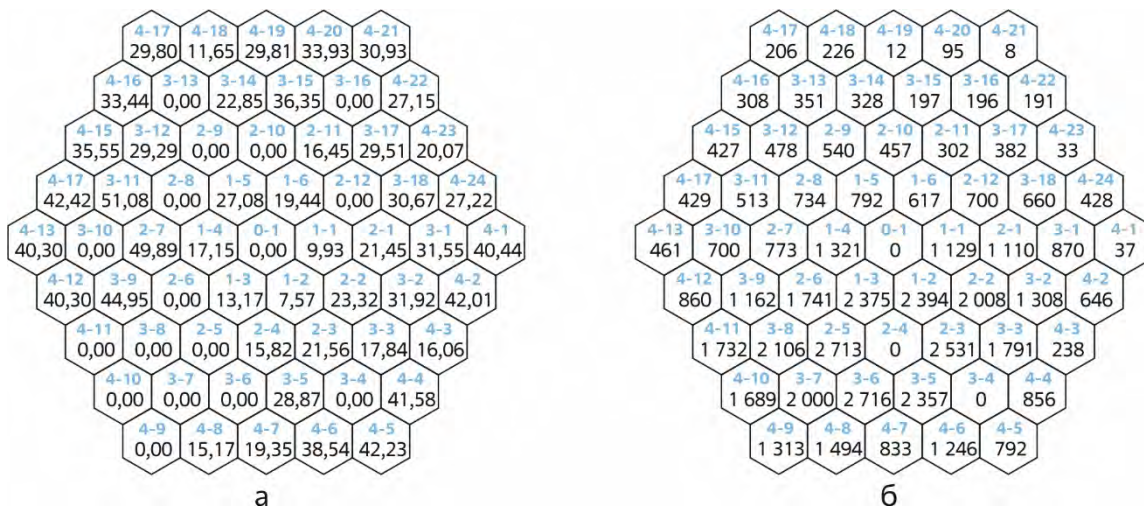 4-17 4-18 4-19 4-20 4-21
29,80 11,65 29,81 33,93 30,93
4-16 3-13 3-14 3-15 3-16 4-22
33,44 0,00 22,85 36,35 0,00 27,15
4-15 3-12 2-9 2-10 2-11 3-17 4-23
35,55 29,29 0,00 0,00 16,45 29,51 20,07
4-17 3-11 2-8 1-5 1-6 2-12 3-18 4-24
42,42 51,08 0,00 27,08 19,44 0,00 30,67 27,22
4-13 3-10 2-7 1-4 0-1 1-1 2-1 3-1 4-1
40,30 0,00 49,89 17,15 0,00 9,93 21,45 31,55 40,44
4-12 3-9 2-6 1-3 1-2 2-2 3-2 4-2
40,30 44,95 0,00 13,17 7,57 23,32 31,92 42,01
4-11 3-8 2-5 2-4 2-3 3-3 4-3
0,00 0,00 0,00 15,82 21,56 17,84 16,06
4-10 3-7 3-6 3-5 3-4 4-4
0,00 0,00 0,00 28,87 0,00 41,58
4-9 4-8 4-7 4-6 4-5
0,00 15,17 19,35 38,54 42,23
а
4-17 4-18 4-19 4-20 4-21
206 226 12 95 8
4-16 3-13 3-14 3-15 3-16 4-22
308 351 328 197 196 191
4-15 3-12 2-9 2-10 2-11 3-17 4-23
427 478 540 457 302 382 33
4-17 3-11 2-8 1-5 1-6 2-12 3-18 4-24
429 513 734 792 617 700 660 428
4-13 3-10 2-7 1-4 0-1 1-1 2-1 3-1 4-1
461 700 773 1 321 0 1 129 1 110 870 37
4-12 3-9 2-6 1-3 1-2 2-2 3-2 4-2
860 1 162 1 741 2 375 2 394 2 008 1 308 646
4-11 3-8 2-5 2-4 2-3 3-3 4-3
1 732 2 106 2 713 0 2 531 1 791 238
4-10 3-7 3-6 3-5 3-4 4-4
1 689 2 000 2 716 2 357 0 856
4-9 4-8 4-7 4-6 4-5
1 313 1 494 833 1 246 792
б